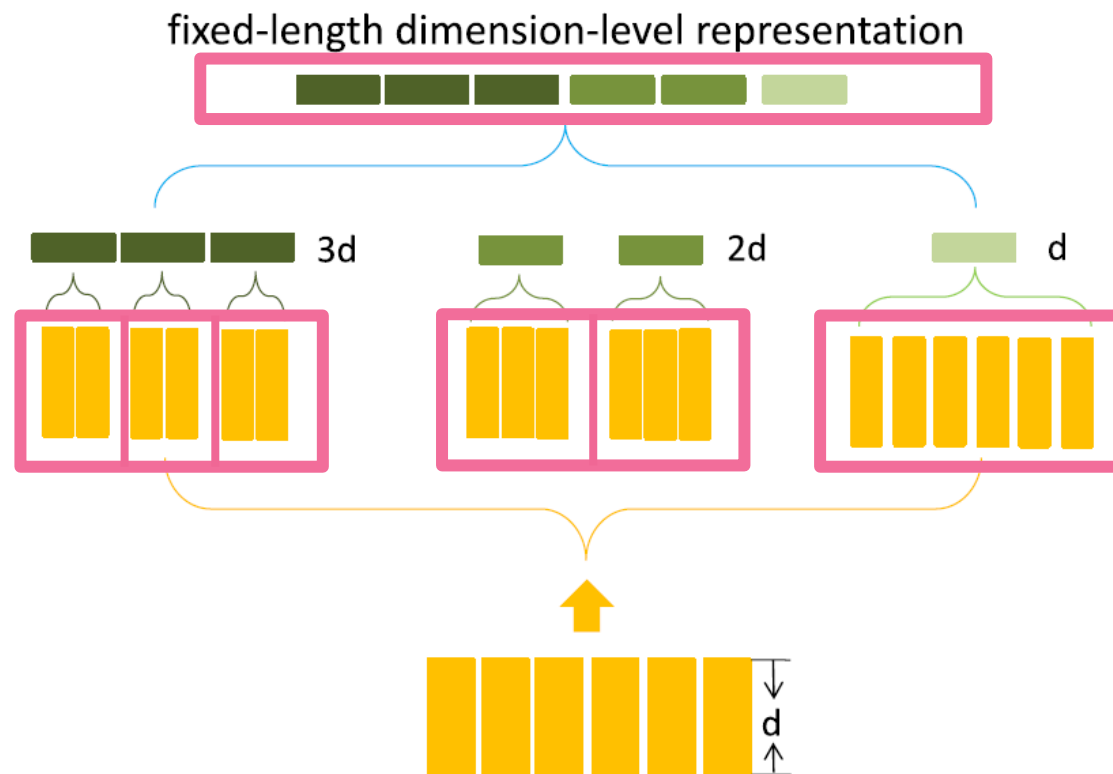 fixed-length dimension-level representation
3d
2d
d
d